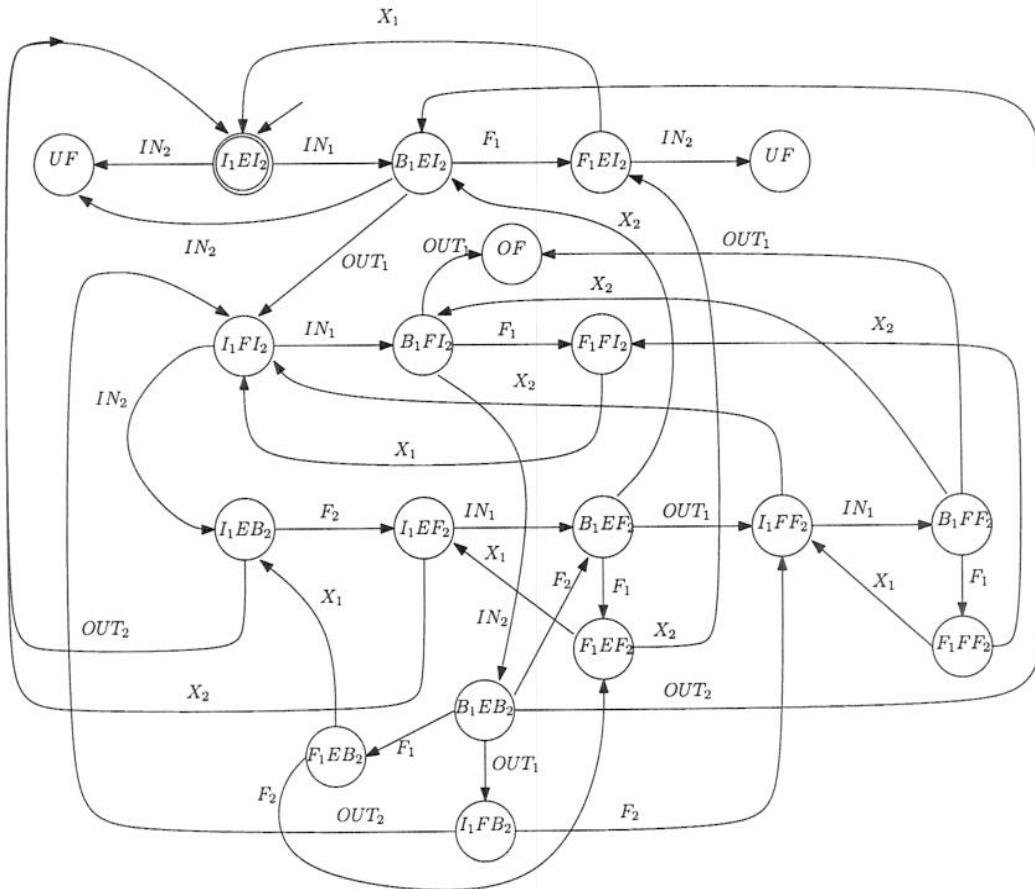 X₁
UF
IN₂
I₁EI₂
IN₁
B₁EI₂
F₁
F₁EI₂
IN₂
UF
IN₂
OUT₁
OUT₁
OF
X₂
OUT₁
X₂
I₁FI₂
IN₁
B₁FI₂
F₁
F₁FI₂
X₂
IN₂
X₂
X₁
I₁EB₂
F₂
I₁EF₂
IN₁
B₁EF₂
OUT₁
I₁FF₂
IN₁
B₁FF₂
X₁
F₂
F₁
X₁
F₁
X₁
IN₂
OUT₂
F₁EF₂
X₂
F₁FF₂
X₂
B₁EB₂
OUT₂
F₁EB₂
F₁
OUT₁
F₂
OUT₂
I₁FB₂
F₂